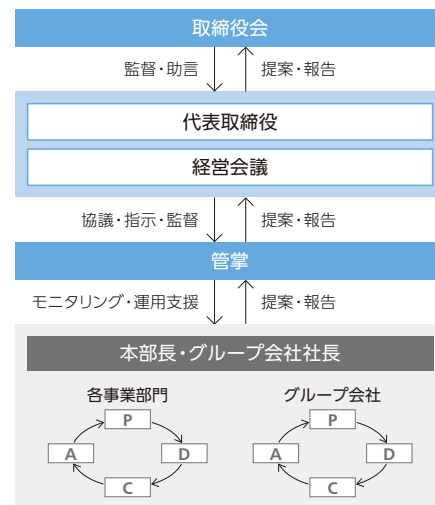 取締役会
監督・助言 提案・報告
代表取締役
経営会議
協議・指示・監督 提案・報告
管掌
モニタリング・運用支援 提案・報告
本部長・グループ会社社長
各事業部門 グループ会社
P P
A D A D
C C